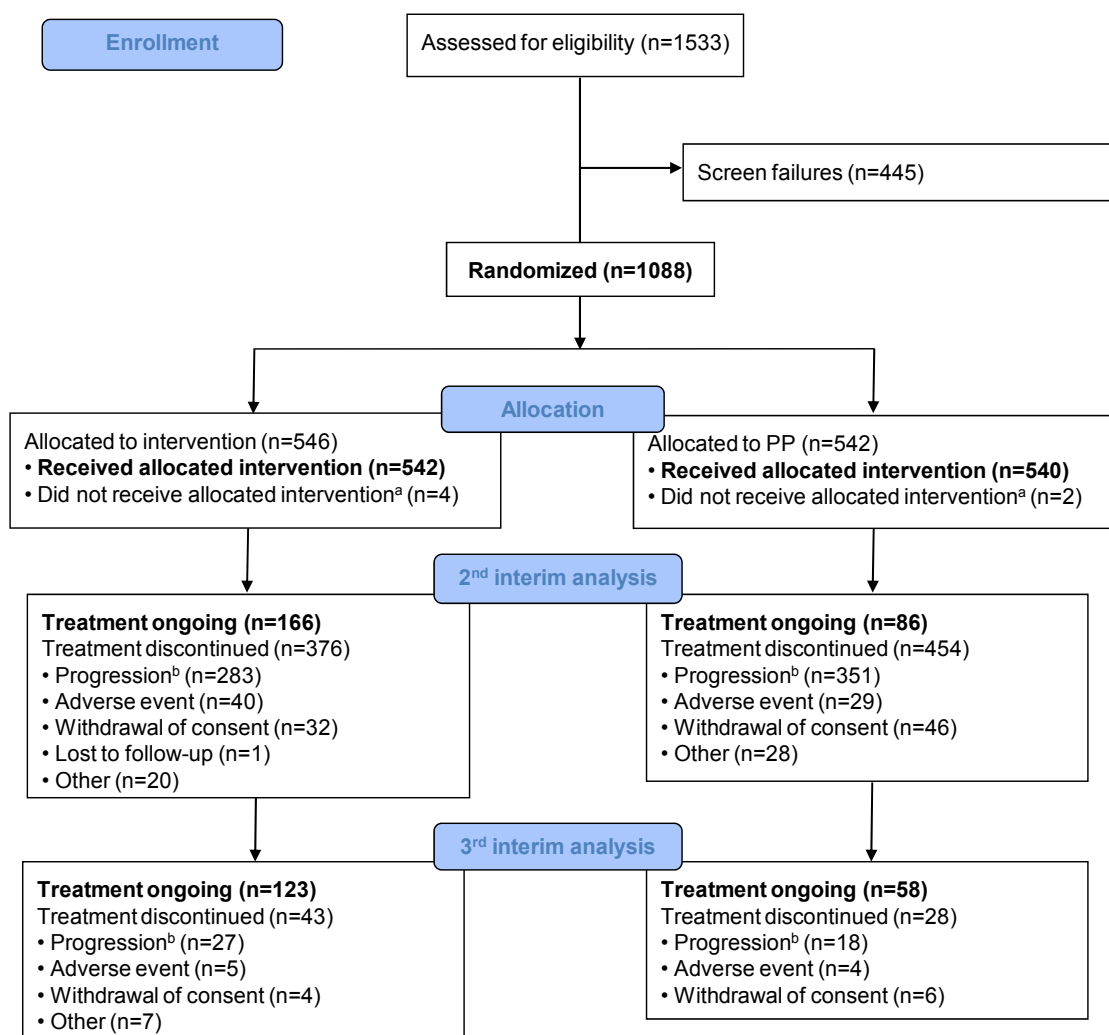 Enrollment
Assessed for eligibility (n=1533)
Screen failures (n=445)
Randomized (n=1088)
Allocation
Allocated to intervention (n=546)
• Received allocated intervention (n=542)
• Did not receive allocated interventionᵃ (n=4)
Allocated to PP (n=542)
• Received allocated intervention (n=540)
• Did not receive allocated interventionᵃ (n=2)
2ⁿᵈ interim analysis
Treatment ongoing (n=166)
Treatment discontinued (n=376)
• Progressionᵇ (n=283)
• Adverse event (n=40)
• Withdrawal of consent (n=32)
• Lost to follow-up (n=1)
• Other (n=20)
Treatment ongoing (n=86)
Treatment discontinued (n=454)
• Progressionᵇ (n=351)
• Adverse event (n=29)
• Withdrawal of consent (n=46)
• Other (n=28)
3ʳᵈ interim analysis
Treatment ongoing (n=123)
Treatment discontinued (n=43)
• Progressionᵇ (n=27)
• Adverse event (n=5)
• Withdrawal of consent (n=4)
• Other (n=7)
Treatment ongoing (n=58)
Treatment discontinued (n=28)
• Progressionᵇ (n=18)
• Adverse event (n=4)
• Withdrawal of consent (n=6)